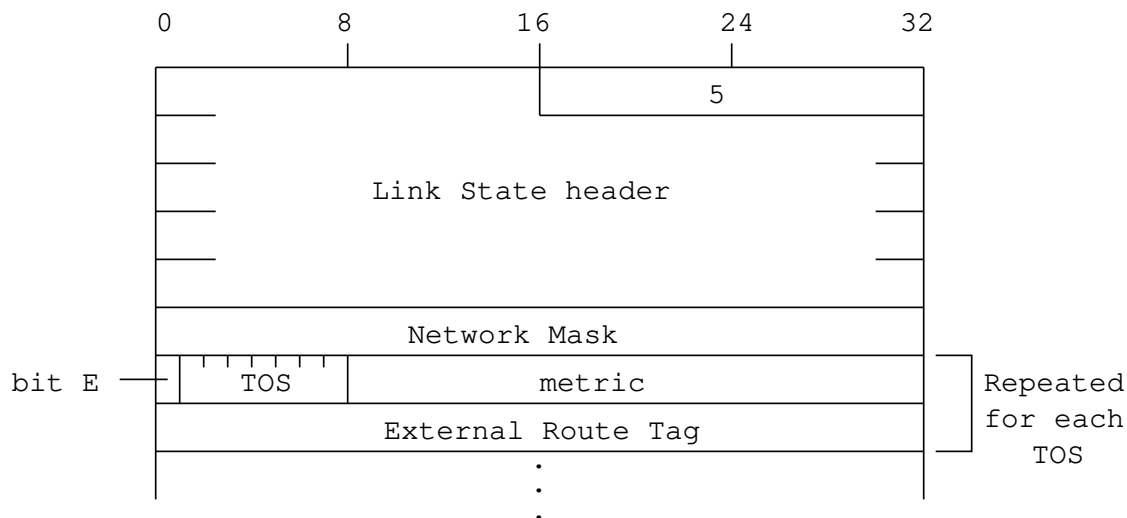 0 8 16 24 32
5
Link State header
Network Mask
bit E TOS metric
External Route Tag
Repeated
for each
TOS